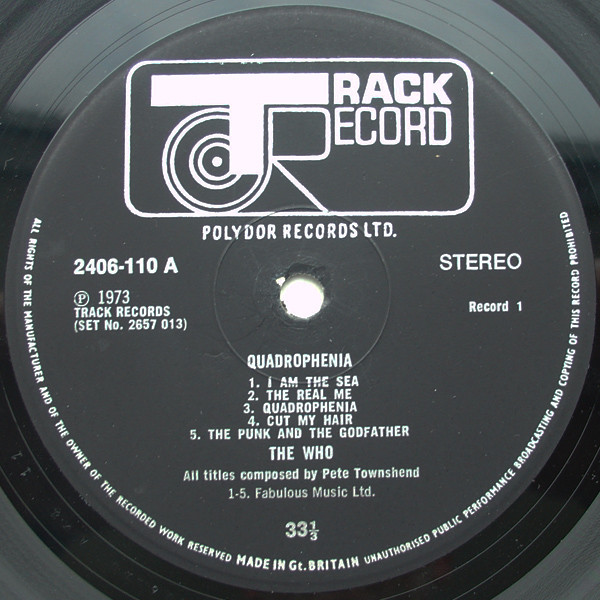 TRACK
RECORD
POLYDOR RECORDS LTD.
2406-110 A
STEREO
℗ 1973
TRACK RECORDS
(SET No. 2657 013)
Record 1
QUADROPHENIA
1. I AM THE SEA
2. THE REAL ME
3. QUADROPHENIA
4. CUT MY HAIR
5. THE PUNK AND THE GODFATHER
THE WHO
All titles composed by Pete Townshend
1-5. Fabulous Music Ltd.
33⅓
ALL RIGHTS OF THE MANUFACTURER AND OF THE OWNER OF THE RECORDED WORK RESERVED MADE IN Gt. BRITAIN UNAUTHORISED PUBLIC PERFORMANCE BROADCASTING AND COPYING OF THIS RECORD PROHIBITED